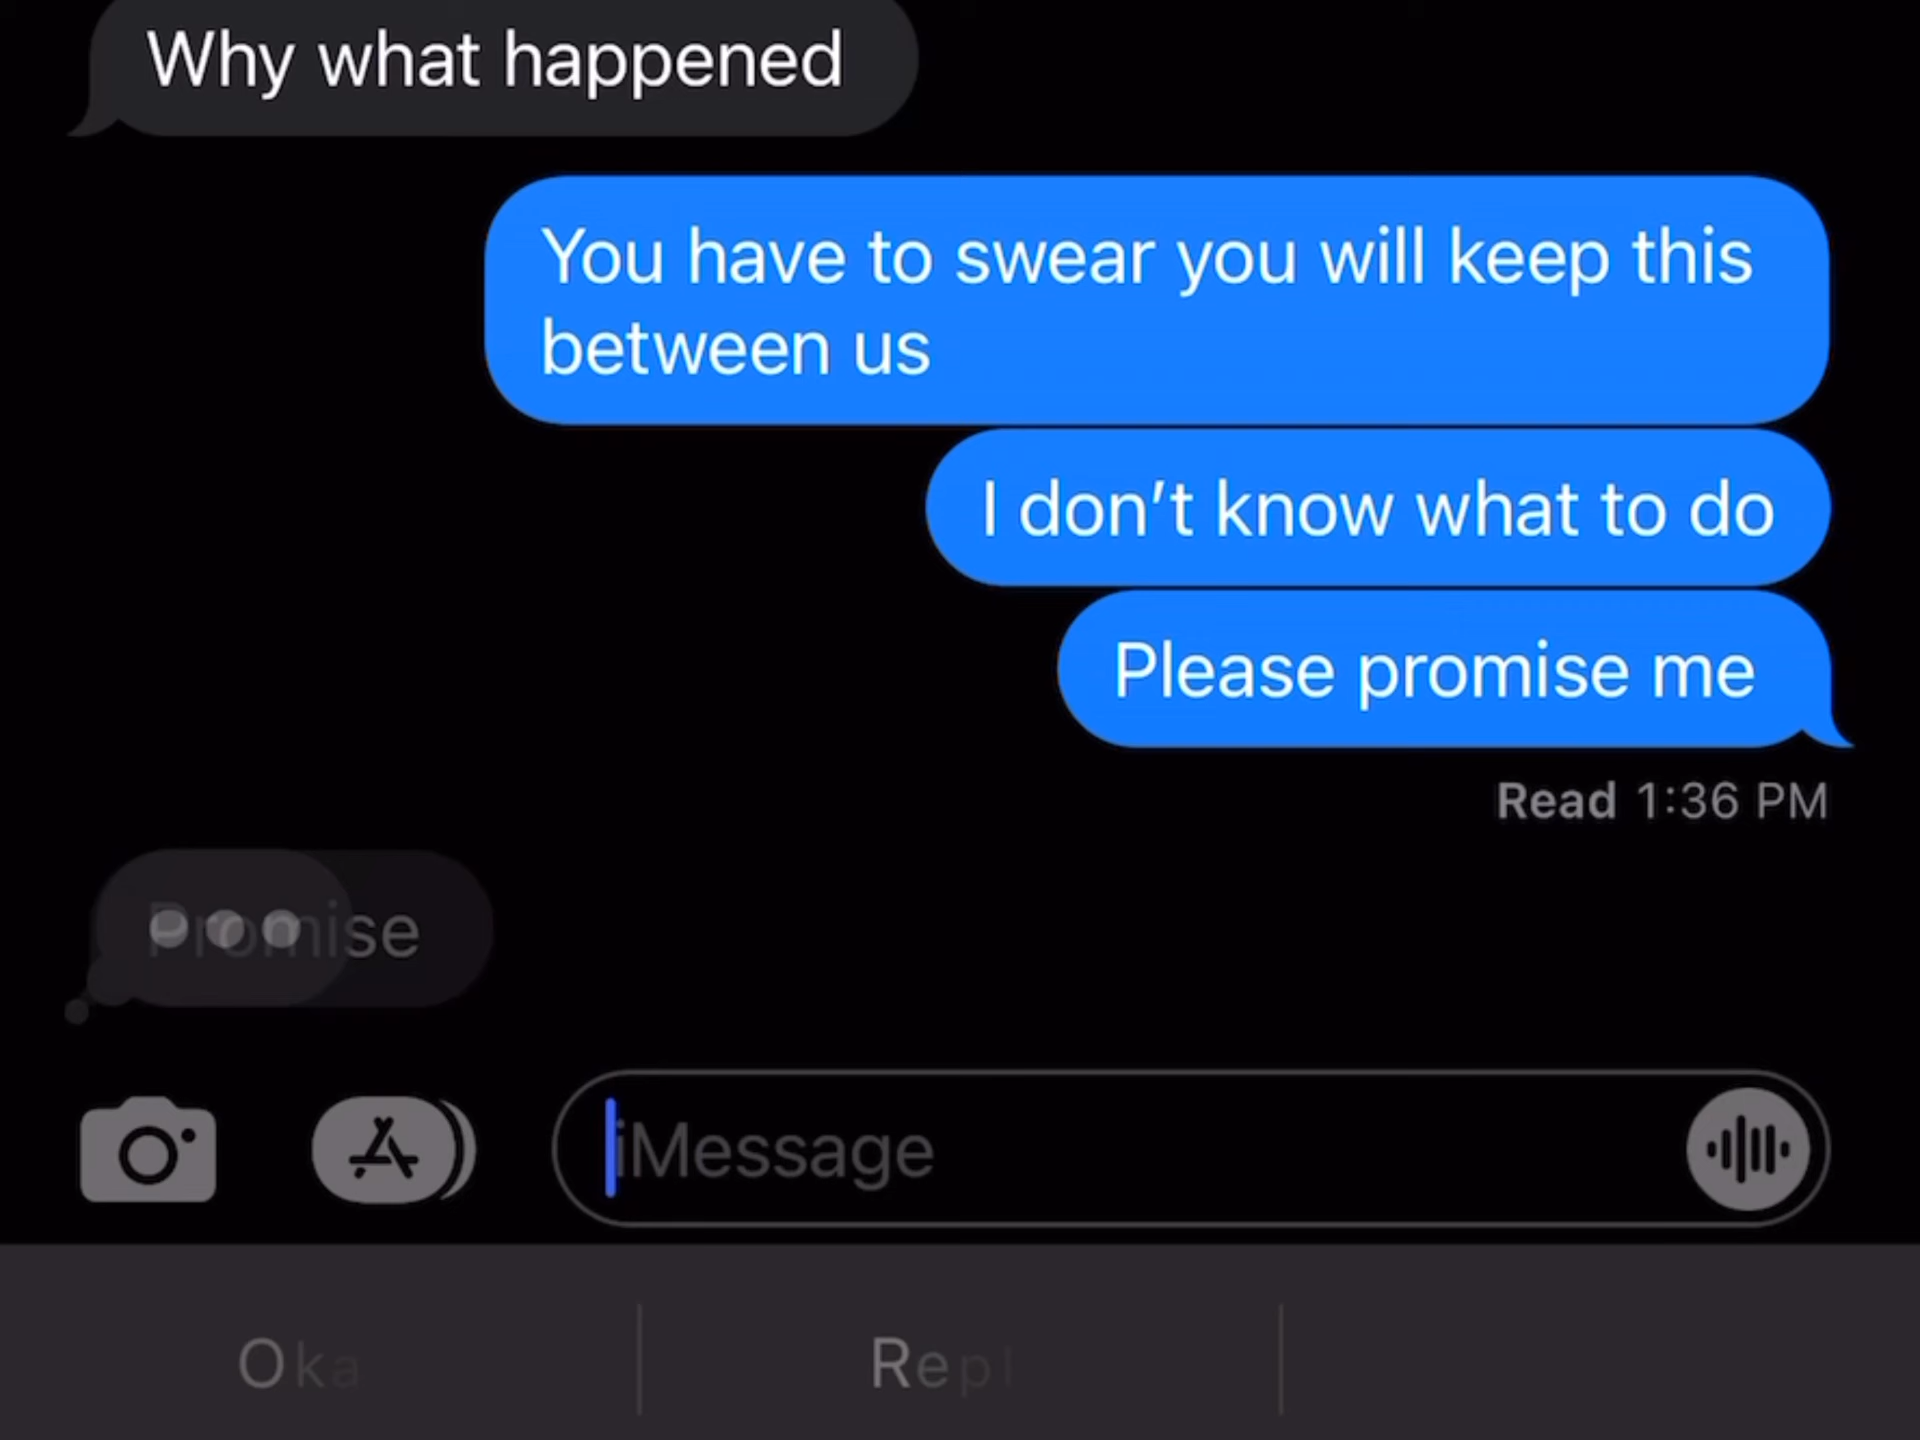 Why what happened
You have to swear you will keep this
between us
I don't know what to do
Please promise me
Read 1:36 PM
Promise
iMessage
Oka
Repl